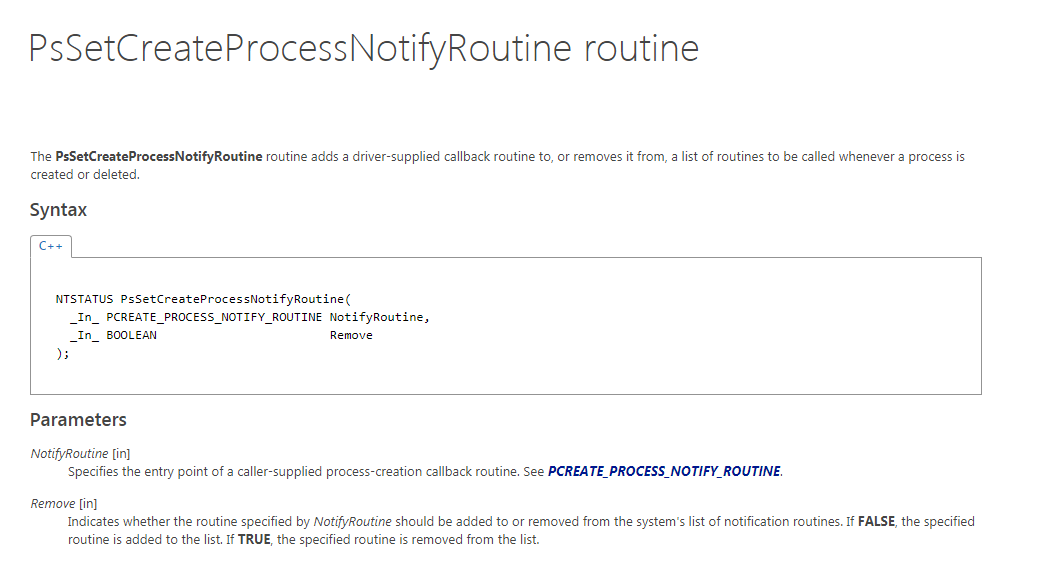 PsSetCreateProcessNotifyRoutine routine
The PsSetCreateProcessNotifyRoutine routine adds a driver-supplied callback routine to, or removes it from, a list of routines to be called whenever a process is
created or deleted.
Syntax
C++
NTSTATUS PsSetCreateProcessNotifyRoutine(
  _In_ PCREATE_PROCESS_NOTIFY_ROUTINE NotifyRoutine,
  _In_ BOOLEAN                        Remove
);
Parameters
NotifyRoutine [in]
Specifies the entry point of a caller-supplied process-creation callback routine. See PCREATE_PROCESS_NOTIFY_ROUTINE.
Remove [in]
Indicates whether the routine specified by NotifyRoutine should be added to or removed from the system's list of notification routines. If FALSE, the specified
routine is added to the list. If TRUE, the specified routine is removed from the list.